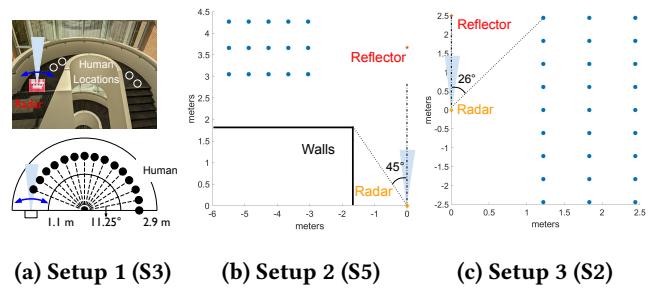 Human
Locations
Radar
Human
1.1 m
11.25°
2.9 m
(a) Setup 1 (S3)
4.5
4
3.5
3
2.5
2
1.5
1
0.5
0
meters
-6
-5
-4
-3
-2
-1
0
meters
Reflector
Walls
45°
Radar
(b) Setup 2 (S5)
2.5
2
1.5
1
0.5
0
-0.5
-1
-1.5
-2
-2.5
meters
0
0.5
1
1.5
2
2.5
meters
Reflector
26°
Radar
(c) Setup 3 (S2)